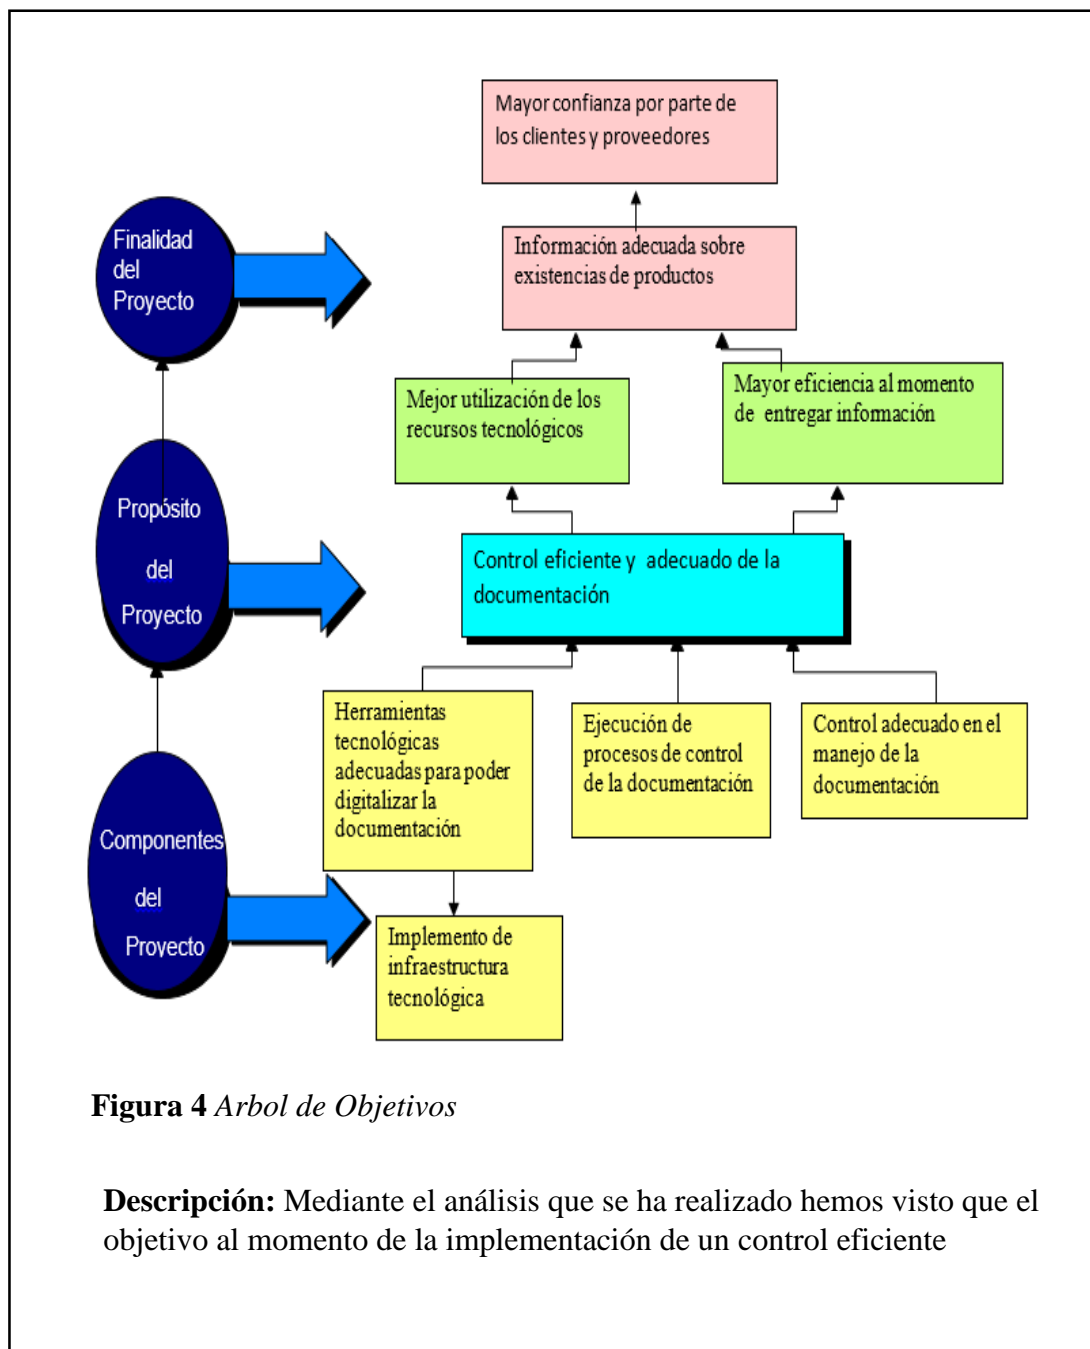 Mayor confianza por parte de
los clientes y proveedores
Finalidad
del
Proyecto
Información adecuada sobre
existencias de productos
Mejor utilización de los
recursos tecnológicos
Mayor eficiencia al momento
de entregar información
Propósito
del
Proyecto
Control eficiente y adecuado de la
documentación
Herramientas
tecnológicas
adecuadas para poder
digitalizar la
documentación
Ejecución de
procesos de control
de la documentación
Control adecuado en el
manejo de la
documentación
Componentes
del
Proyecto
Implemento de
infraestructura
tecnológica
Figura 4 Arbol de Objetivos
Descripción: Mediante el análisis que se ha realizado hemos visto que el
objetivo al momento de la implementación de un control eficiente